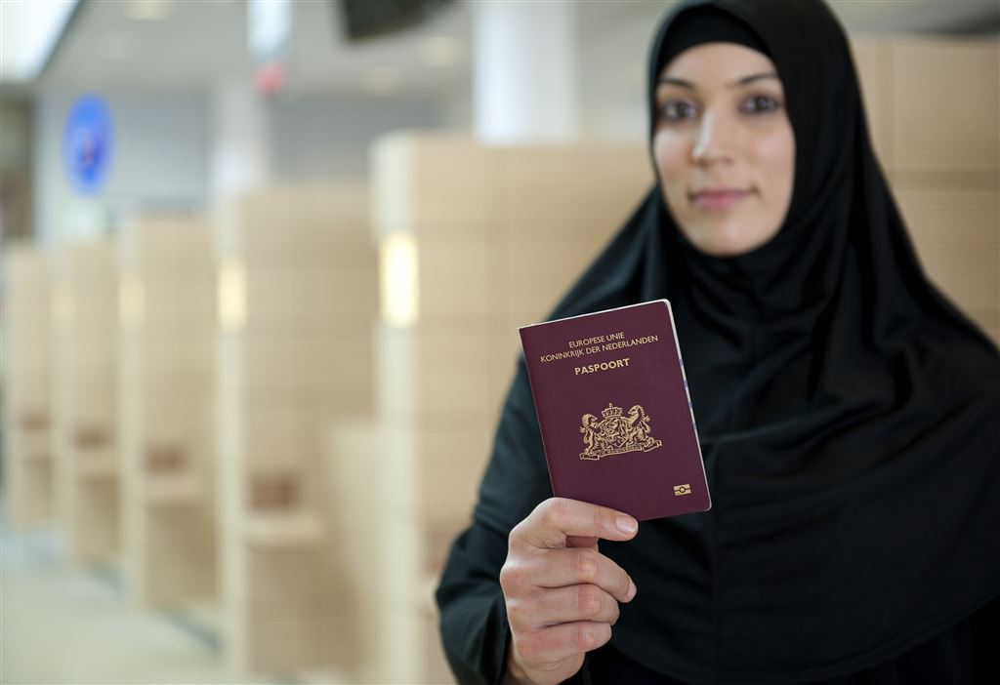 EUROPESE UNIE
KONINKRIJK DER NEDERLANDEN
PASPOORT